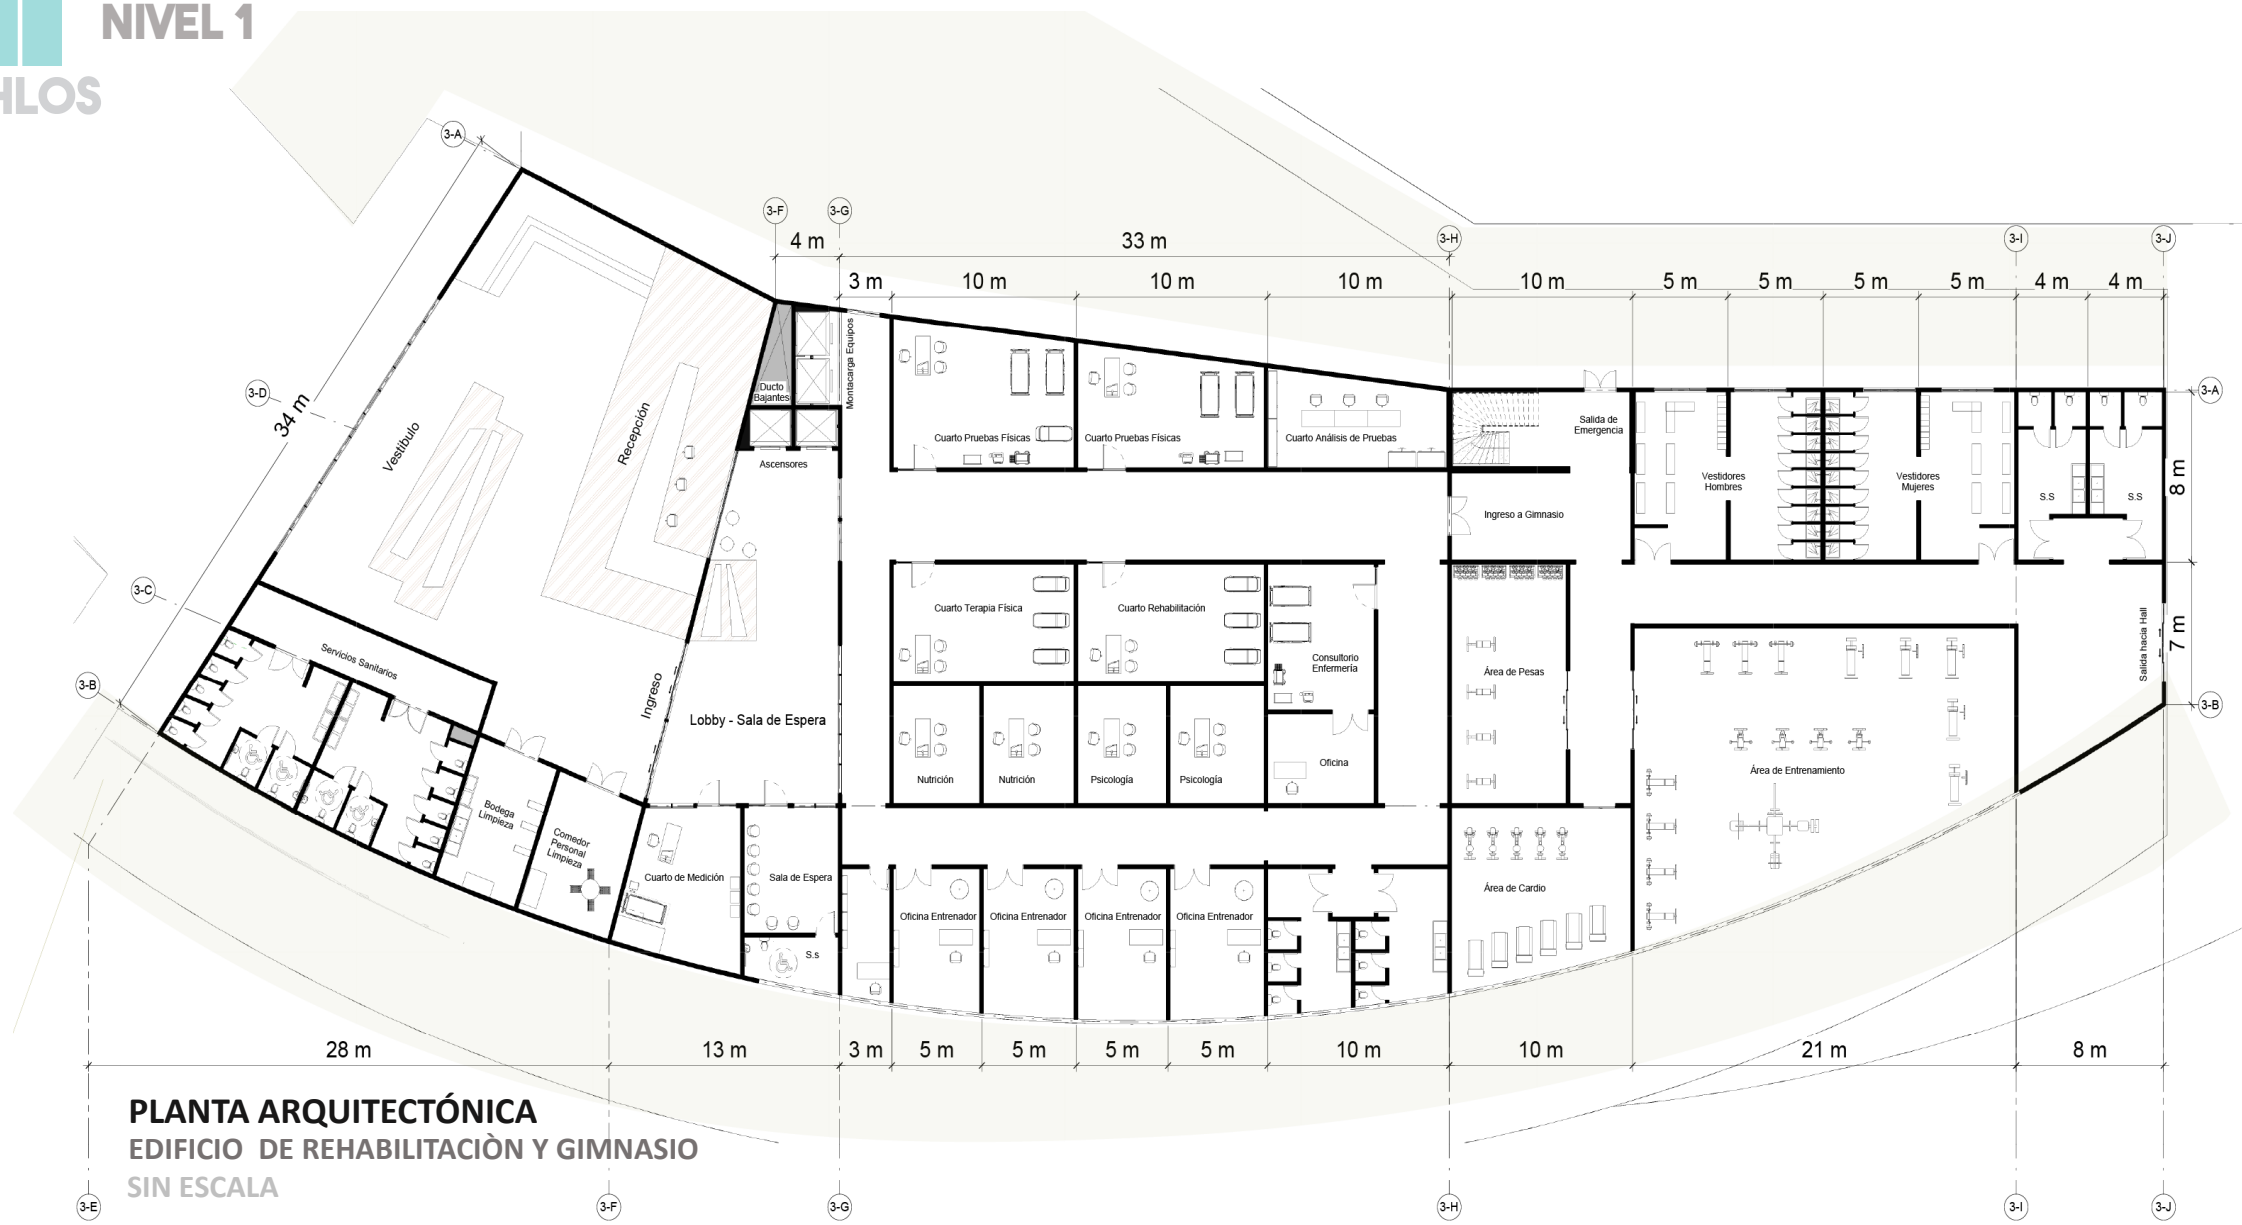 NIVEL 1
HLOS
3-A
3-F
3-G
3-H
3-I
3-J
4 m
33 m
3 m
10 m
10 m
10 m
10 m
5 m
5 m
5 m
5 m
4 m
4 m
3-D
34 m
3-C
3-B
3-A
8 m
7 m
3-B
Vestíbulo
Recepción
Ducto
Bajantes
Montacarga Equipos
Ascensores
Cuarto Pruebas Físicas
Cuarto Pruebas Físicas
Cuarto Análisis de Pruebas
Salida de
Emergencia
Vestidores
Hombres
Vestidores
Mujeres
S.S
S.S
Ingreso a Gimnasio
Servicios Sanitarios
Ingreso
Lobby - Sala de Espera
Cuarto Terapia Física
Cuarto Rehabilitación
Consultorio
Enfermería
Área de Pesas
Salida hacia Hall
Nutrición
Nutrición
Psicología
Psicología
Oficina
Área de Entrenamiento
Bodega
Limpieza
Comedor
Personal
Limpieza
Cuarto de Medición
Sala de Espera
S.s
Oficina Entrenador
Oficina Entrenador
Oficina Entrenador
Oficina Entrenador
Área de Cardio
28 m
13 m
3 m
5 m
5 m
5 m
5 m
10 m
10 m
21 m
8 m
PLANTA ARQUITECTÓNICA
EDIFICIO DE REHABILITACIÒN Y GIMNASIO
SIN ESCALA
3-E
3-F
3-G
3-H
3-I
3-J